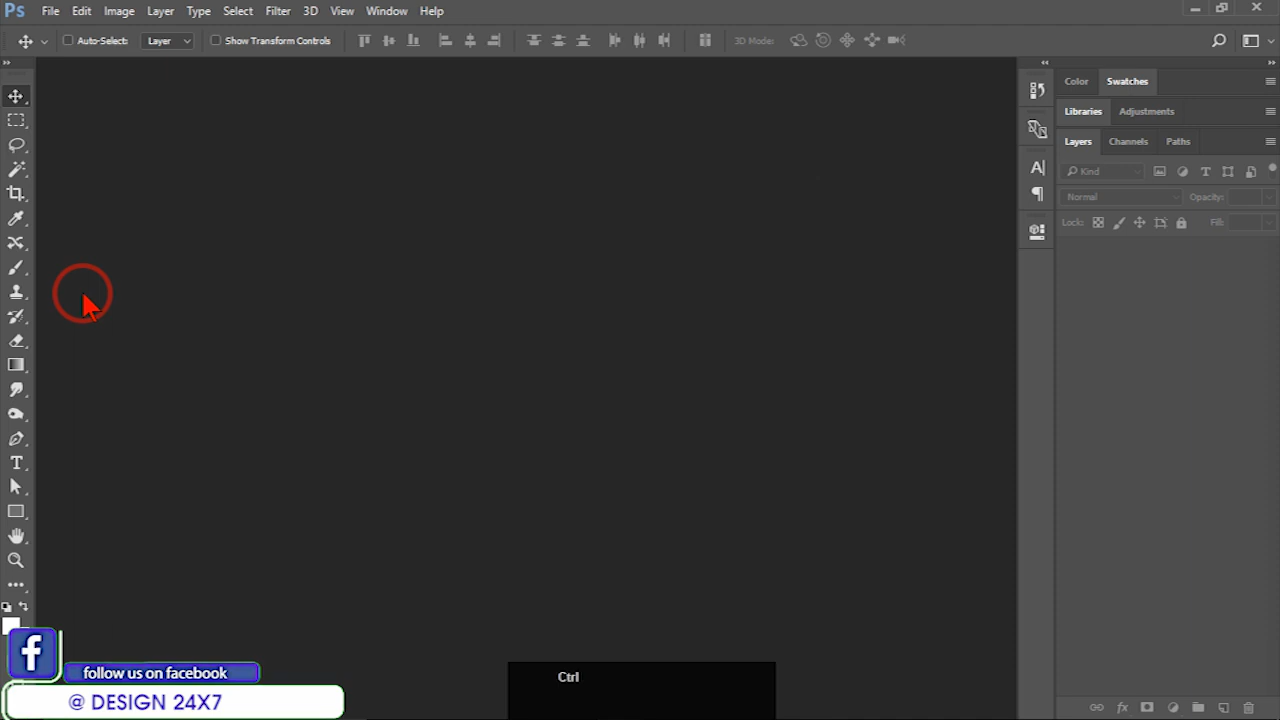 Ps File Edit Image Layer Type Select Filter 3D View Window Help
Auto-Select: Layer Show Transform Controls 3D Mode:
Color Swatches
Libraries Adjustments
Layers Channels Paths
Kind
Normal Opacity:
Lock: Fill:
Ctrl
follow us on facebook
@ DESIGN 24X7